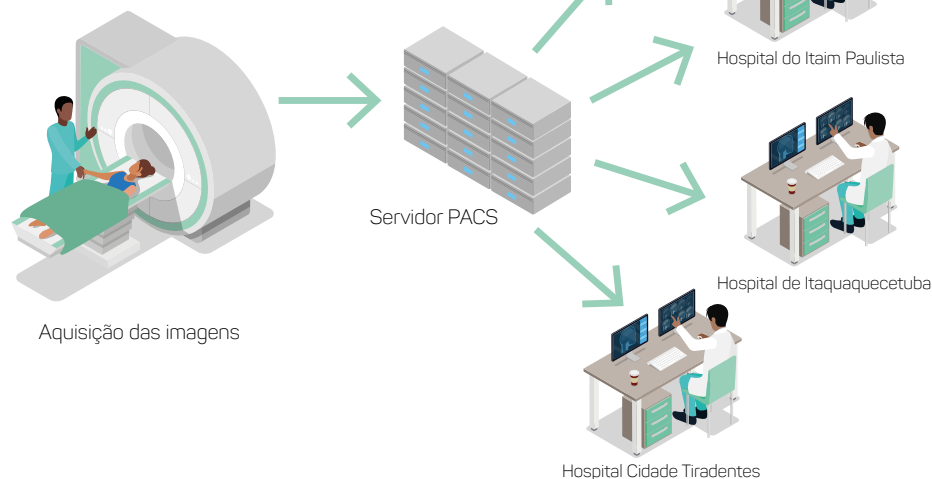 Hospital do Itaim Paulista
Servidor PACS
Hospital de Itaquaquecetuba
Aquisição das imagens
Hospital Cidade Tiradentes